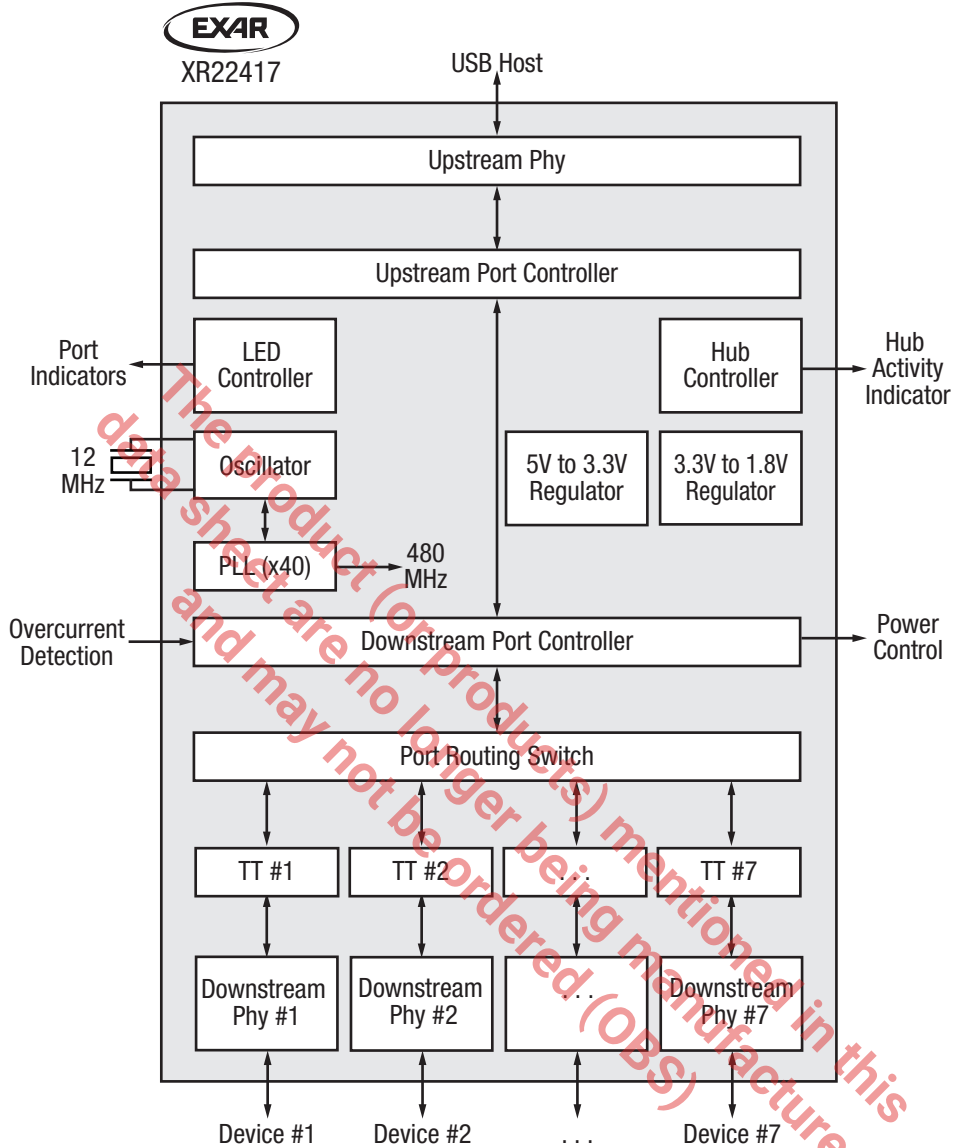 EXAR
XR22417
USB Host
Upstream Phy
Upstream Port Controller
Port
Indicators
LED
Controller
Hub
Controller
Hub
Activity
Indicator
12
MHz
Oscillator
5V to 3.3V
Regulator
3.3V to 1.8V
Regulator
PLL (x40)
480
MHz
Overcurrent
Detection
Downstream Port Controller
Power
Control
Port Routing Switch
TT #1
TT #2
. . .
TT #7
Downstream
Phy #1
Downstream
Phy #2
. . .
Downstream
Phy #7
Device #1
Device #2
. . .
Device #7
The product (or products) mentioned in this
data sheet are no longer being manufacture
and may not be ordered (OBS)